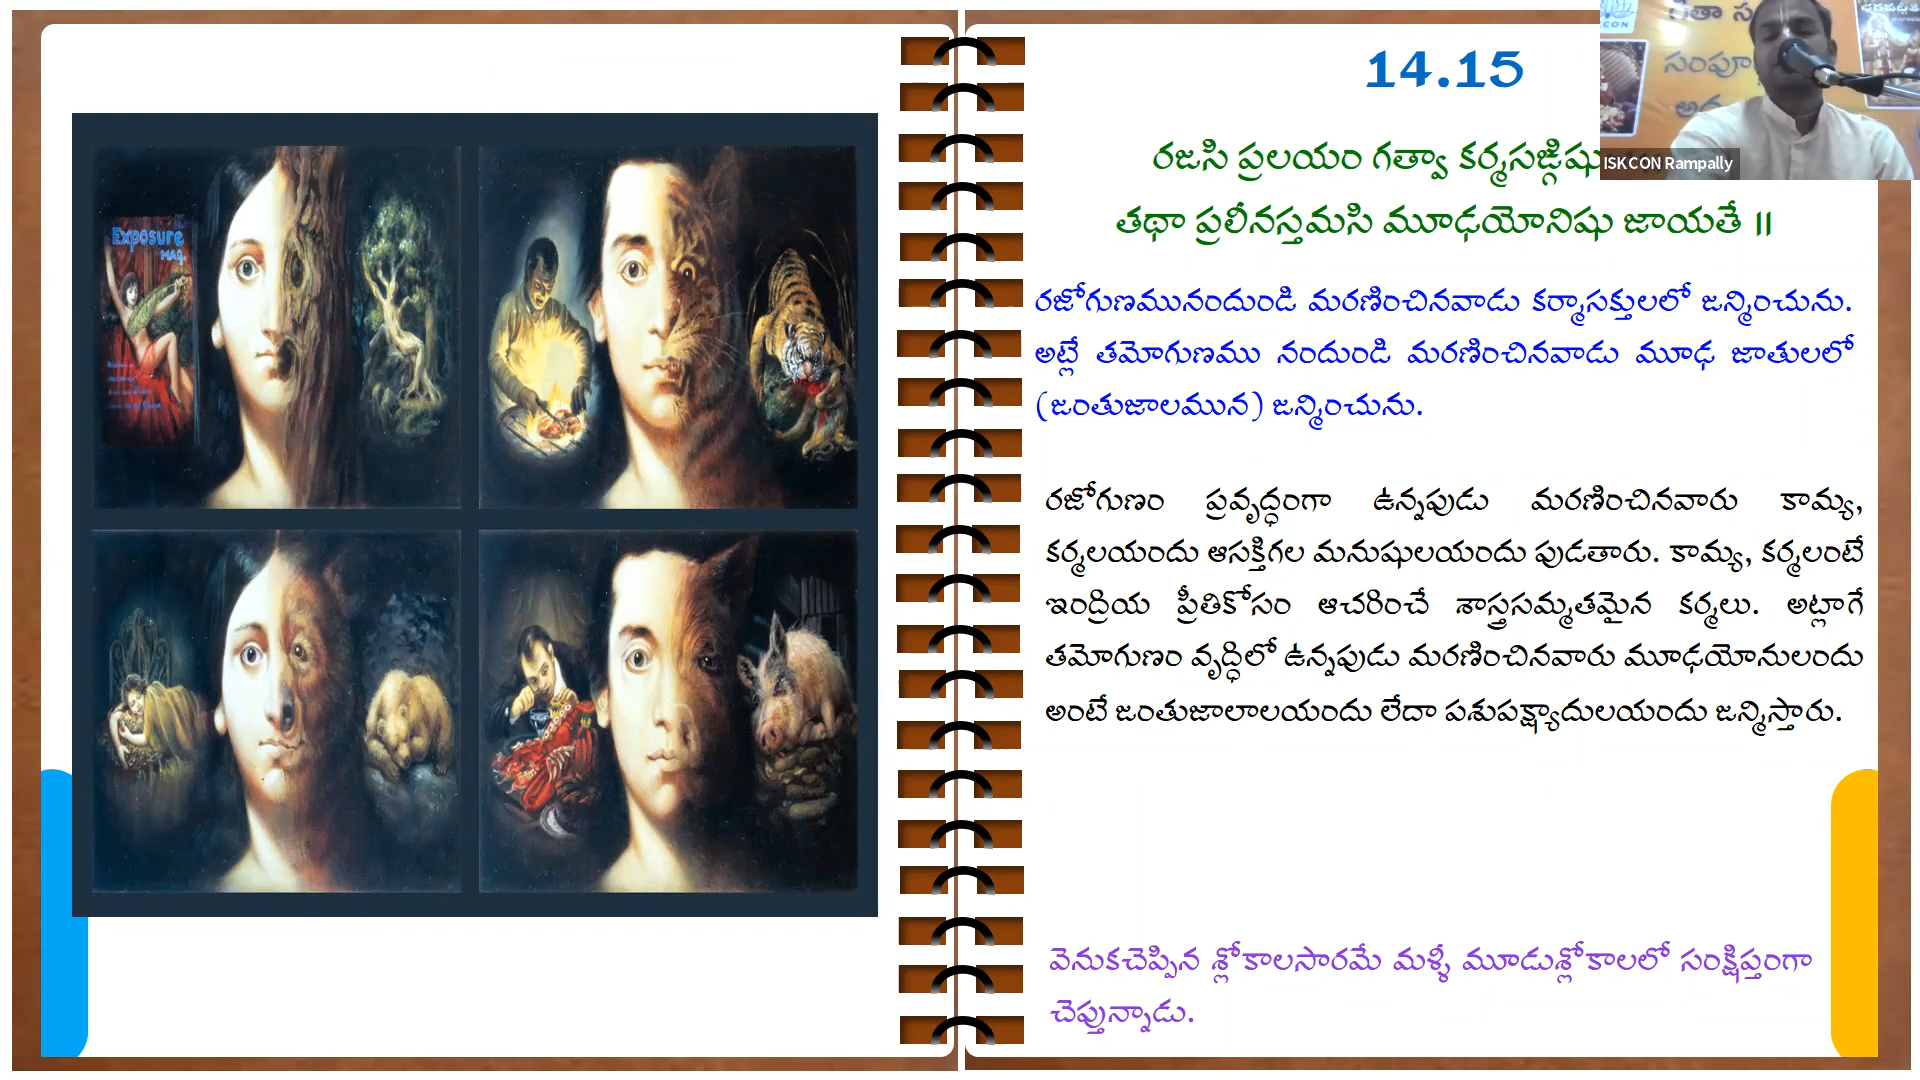 Exposure
MAG.
14.15
రజసి ప్రలయం గత్వా కర్మసఙ్గిషు
తథా ప్రలీనస్తమసి మూఢయోనిషు జాయతే ॥
రజోగుణమునందుండి మరణించినవాడు కర్మాసక్తులలో జన్మించును.
అట్లే తమోగుణము నందుండి మరణించినవాడు మూఢ జాతులలో
(జంతుజాలమున) జన్మించును.
రజోగుణం ప్రవృద్ధంగా ఉన్నపుడు మరణించినవారు కామ్య,
కర్మలయందు ఆసక్తిగల మనుషులయందు పుడతారు. కామ్య, కర్మలంటే
ఇంద్రియ ప్రీతికోసం ఆచరించే శాస్త్రసమ్మతమైన కర్మలు. అట్లాగే
తమోగుణం వృద్ధిలో ఉన్నపుడు మరణించినవారు మూఢయోనులందు
అంటే జంతుజాలాలయందు లేదా పశుపక్ష్యాదులయందు జన్మిస్తారు.
వెనుకచెప్పిన శ్లోకాలసారమే మళ్ళీ మూడుశ్లోకాలలో సంక్షిప్తంగా
చెప్తున్నాడు.
గీతా
ISKCON Rampally